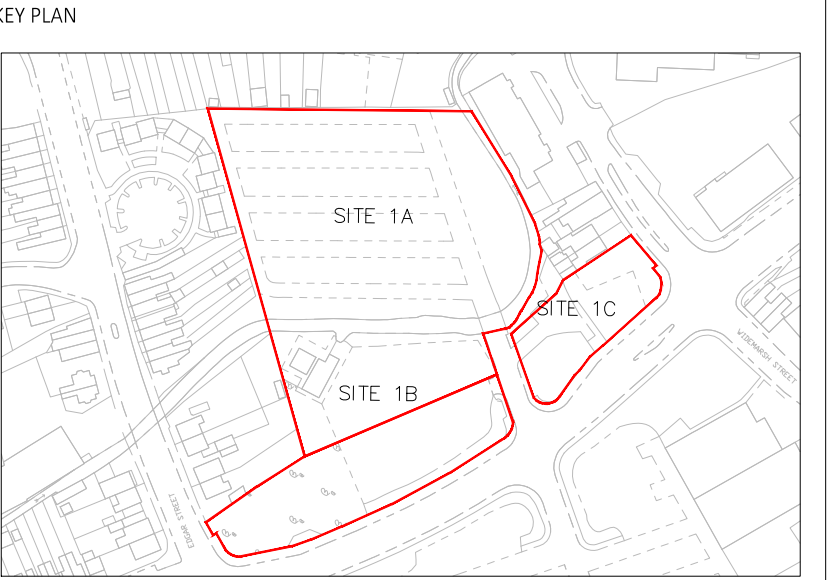 KEY PLAN
SITE 1A
SITE 1C
WIDEMARSH STREET
SITE 1B
EDGAR STREET